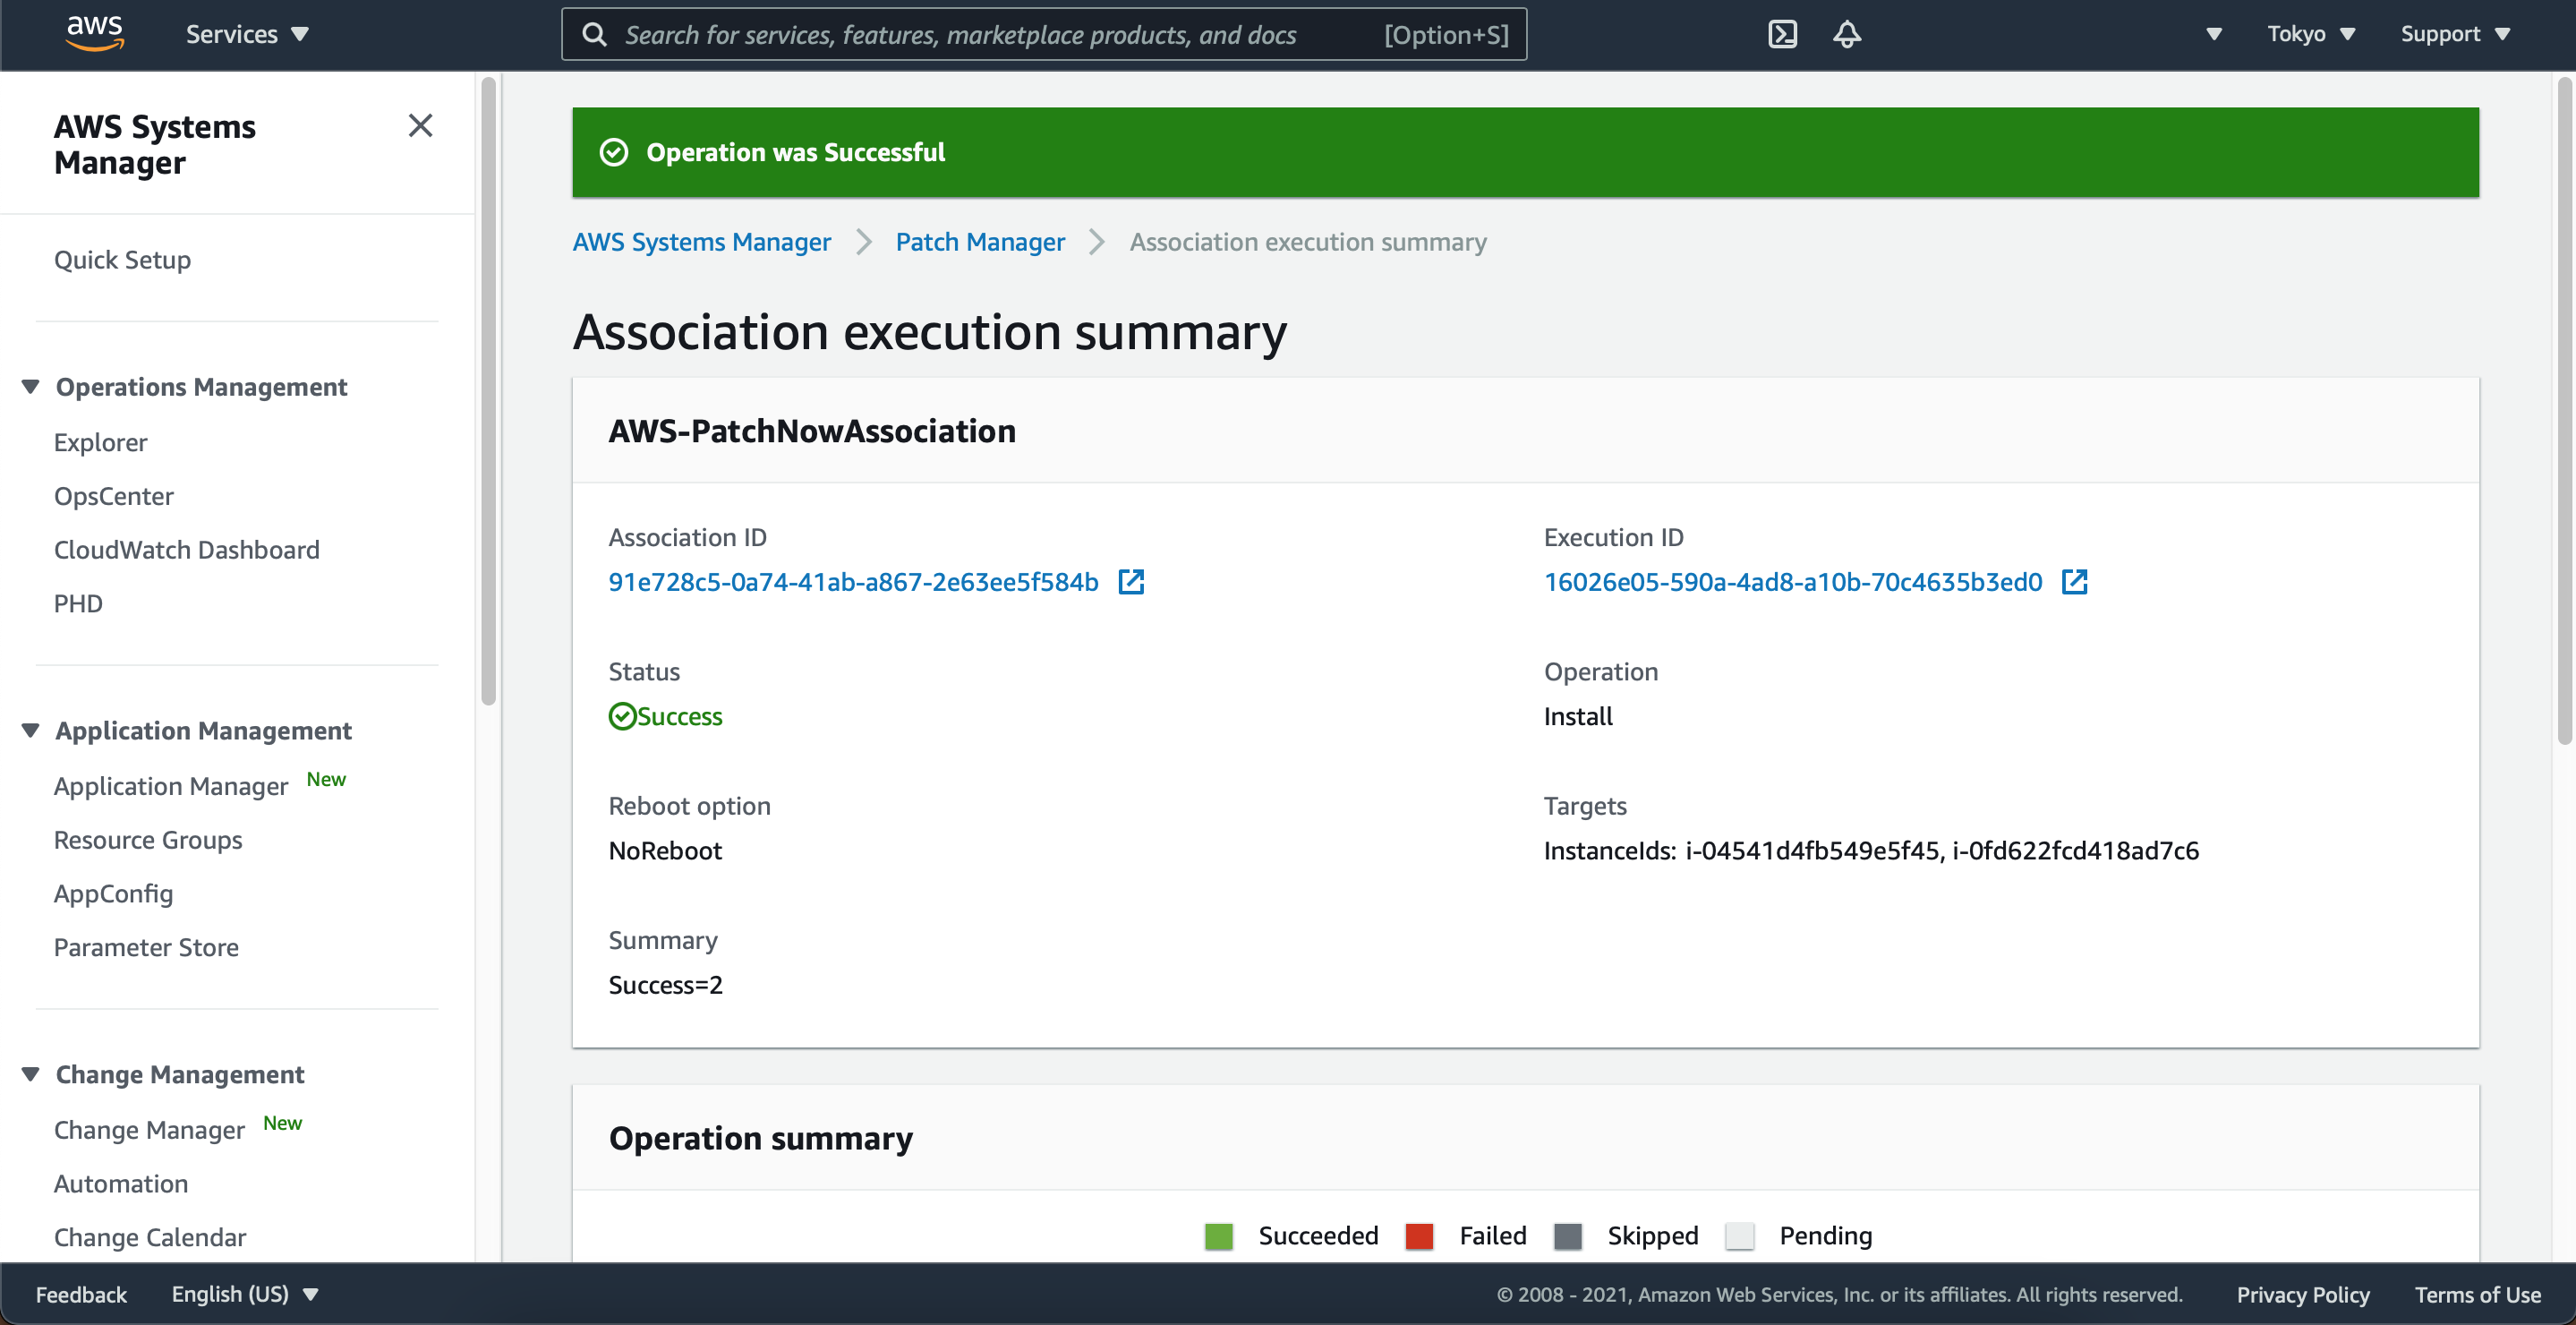 aws
Services
Search for services, features, marketplace products, and docs [Option+S]
Tokyo
Support
AWS Systems
Manager
Quick Setup
Operations Management
Explorer
OpsCenter
CloudWatch Dashboard
PHD
Application Management
Application Manager New
Resource Groups
AppConfig
Parameter Store
Change Management
Change Manager New
Automation
Change Calendar
Operation was Successful
AWS Systems Manager
Patch Manager
Association execution summary
Association execution summary
AWS-PatchNowAssociation
Association ID
91e728c5-0a74-41ab-a867-2e63ee5f584b
Execution ID
16026e05-590a-4ad8-a10b-70c4635b3ed0
Status
Success
Operation
Install
Reboot option
NoReboot
Targets
InstanceIds: i-04541d4fb549e5f45, i-0fd622fcd418ad7c6
Summary
Success=2
Operation summary
Succeeded
Failed
Skipped
Pending
Feedback
English (US)
© 2008 - 2021, Amazon Web Services, Inc. or its affiliates. All rights reserved.
Privacy Policy
Terms of Use